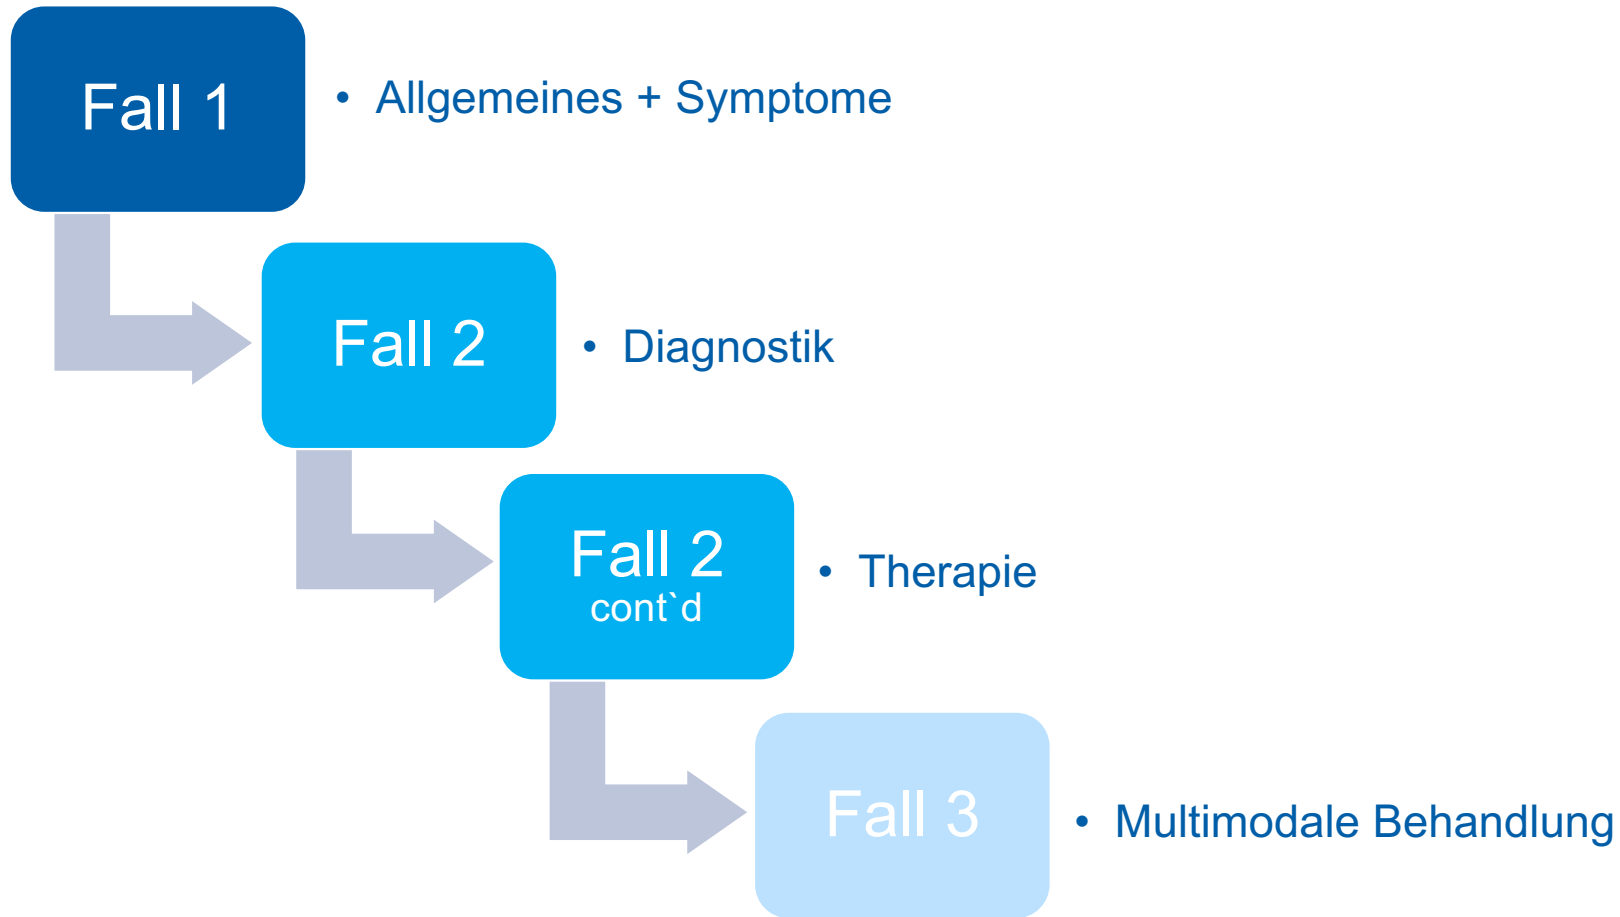 Fall 1
• Allgemeines + Symptome
Fall 2
• Diagnostik
Fall 2
cont`d
• Therapie
Fall 3
• Multimodale Behandlung